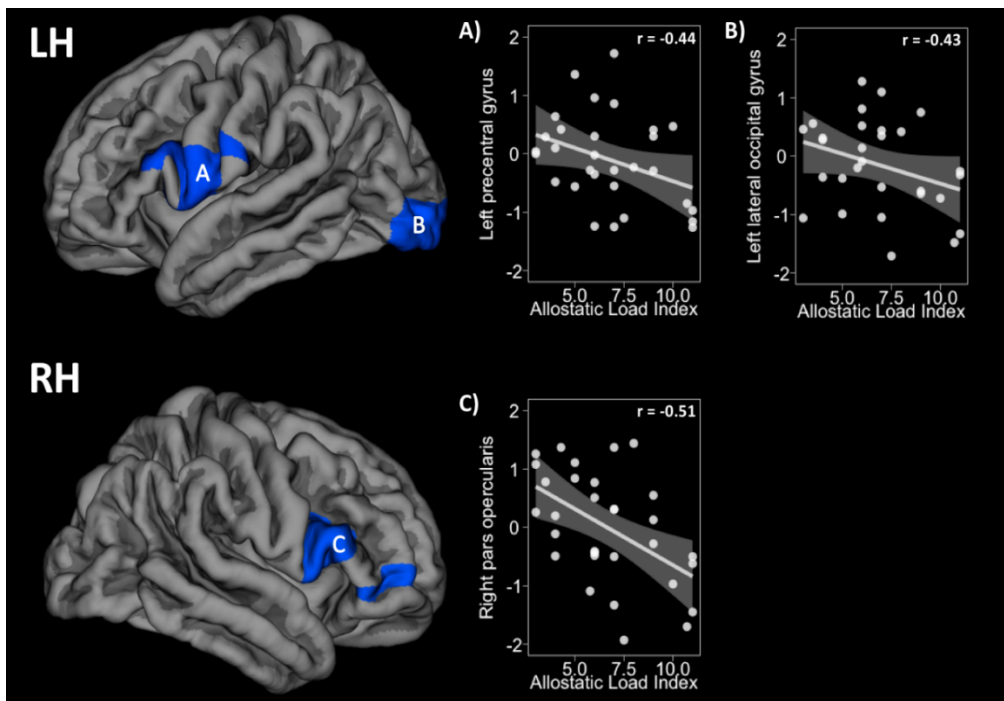 LH
A
B
A)
r = -0.44
Left precentral gyrus
2
1
0
-1
-2
5.0 7.5 10.0
Allostatic Load Index
B)
r = -0.43
Left lateral occipital gyrus
2
1
0
-1
-2
5.0 7.5 10.0
Allostatic Load Index
RH
C
C)
r = -0.51
Right pars opercularis
2
1
0
-1
-2
5.0 7.5 10.0
Allostatic Load Index